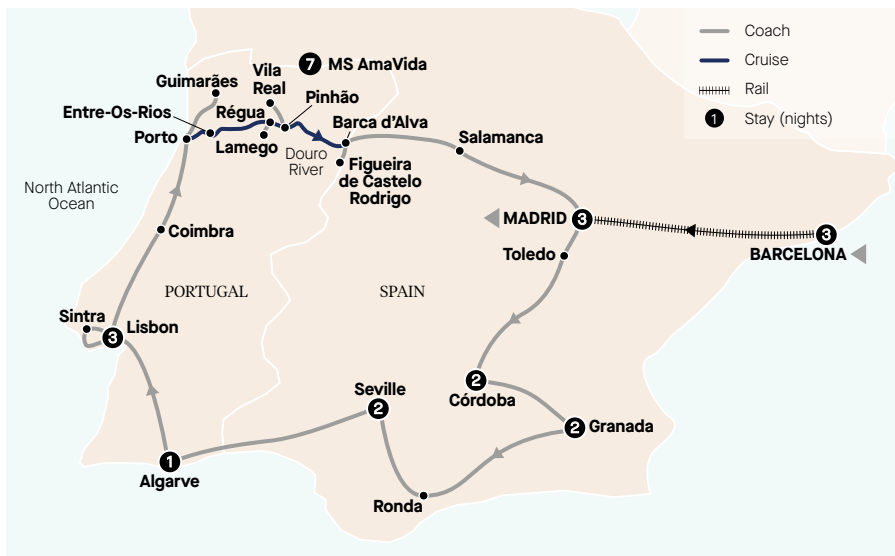 Coach
Cruise
Rail
1 Stay (nights)
7 MS AmaVida
Vila
Real
Guimarães
Pinhão
Entre-Os-Rios
Régua
Porto
Lamego
Barca d'Alva
Douro
River
Figueira
de Castelo
Rodrigo
Salamanca
North Atlantic
Ocean
MADRID 3
3
BARCELONA
Coimbra
Toledo
PORTUGAL
SPAIN
Sintra
3 Lisbon
2
Córdoba
Seville
2
2 Granada
1
Algarve
Ronda